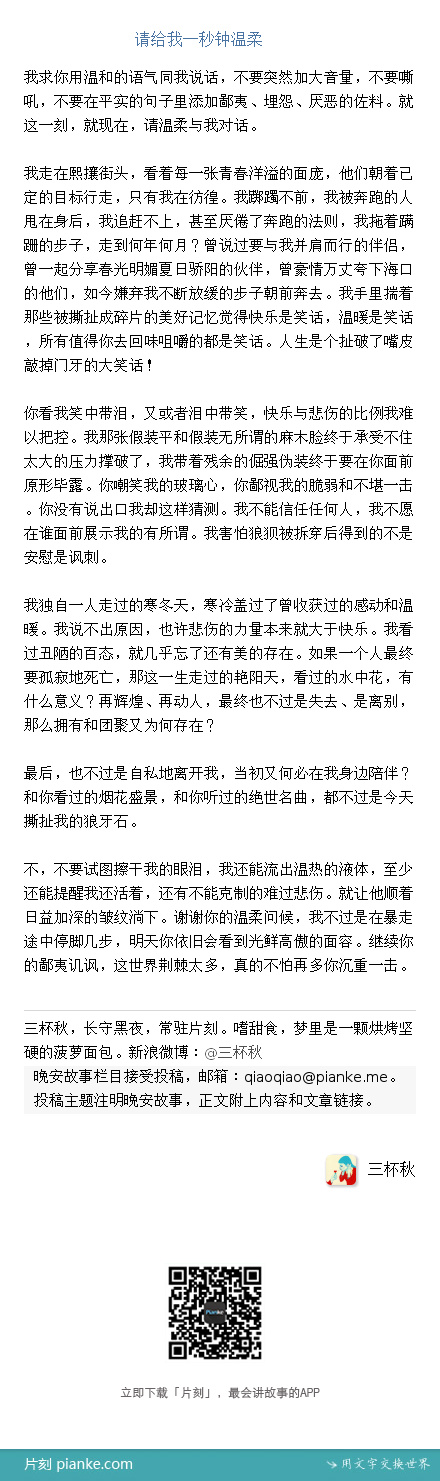 请给我一秒钟温柔
我求你用温和的语气同我说话，不要突然加大音量，不要嘶
吼，不要在平实的句子里添加鄙夷、埋怨、厌恶的佐料。就
这一刻，就现在，请温柔与我对话。
我走在熙攘街头，看着每一张青春洋溢的面庞，他们朝着已
定的目标行走，只有我在彷徨。我踯躅不前，我被奔跑的人
甩在身后，我追赶不上，甚至厌倦了奔跑的法则，我拖着蹒
跚的步子，走到何年何月？曾说过要与我并肩而行的伴侣，
曾一起分享春光明媚夏日骄阳的伙伴，曾豪情万丈夸下海口
的他们，如今嫌弃我不断放缓的步子朝前奔去。我手里揣着
那些被撕扯成碎片的美好记忆觉得快乐是笑话，温暖是笑话
，所有值得你去回味咀嚼的都是笑话。人生是个扯破了嘴皮
敲掉门牙的大笑话！
你看我笑中带泪，又或者泪中带笑，快乐与悲伤的比例我难
以把控。我那张假装平和假装无所谓的麻木脸终于承受不住
太大的压力撑破了，我带着残余的倔强伪装终于要在你面前
原形毕露。你嘲笑我的玻璃心，你鄙视我的脆弱和不堪一击
。你没有说出口我却这样猜测。我不能信任任何人，我不愿
在谁面前展示我的有所谓。我害怕狼狈被拆穿后得到的不是
安慰是讽刺。
我独自一人走过的寒冬天，寒冷盖过了曾收获过的感动和温
暖。我说不出原因，也许悲伤的力量本来就大于快乐。我看
过丑陋的百态，就几乎忘了还有美的存在。如果一个人最终
要孤寂地死亡，那这一生走过的艳阳天，看过的水中花，有
什么意义？再辉煌、再动人，最终也不过是失去、是离别，
那么拥有和团聚又为何存在？
最后，也不过是自私地离开我，当初又何必在我身边陪伴？
和你看过的烟花盛景，和你听过的绝世名曲，都不过是今天
撕扯我的狼牙石。
不，不要试图擦干我的眼泪，我还能流出温热的液体，至少
还能提醒我还活着，还有不能克制的难过悲伤。就让他顺着
日益加深的皱纹淌下。谢谢你的温柔问候，我不过是在暴走
途中停脚几步，明天你依旧会看到光鲜高傲的面容。继续你
的鄙夷讥讽，这世界荆棘太多，真的不怕再多你沉重一击。
三杯秋，长守黑夜，常驻片刻。嗜甜食，梦里是一颗烘烤坚
硬的菠萝面包。新浪微博：@三杯秋
晚安故事栏目接受投稿，邮箱：qiaoqiao@pianke.me。
投稿主题注明晚安故事，正文附上内容和文章链接。
三杯秋
Pianke
立即下载「片刻」，最会讲故事的APP
片刻 pianke.com
用文字交换世界